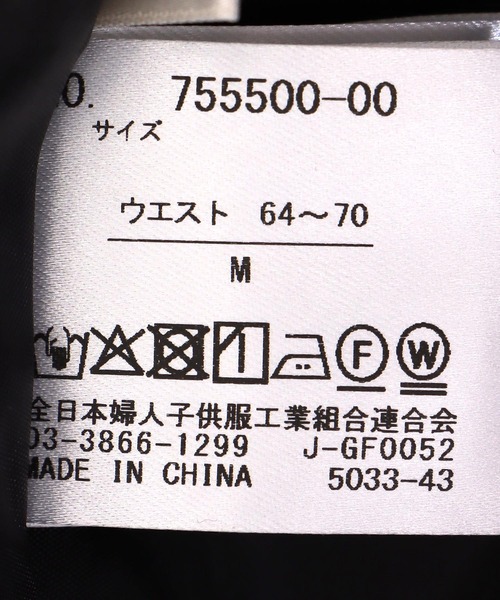 0. 755500-00
サイズ
ウエスト 64～70
M
F W
全日本婦人子供服工業組合連合会
03-3866-1299 J-GF0052
MADE IN CHINA 5033-43